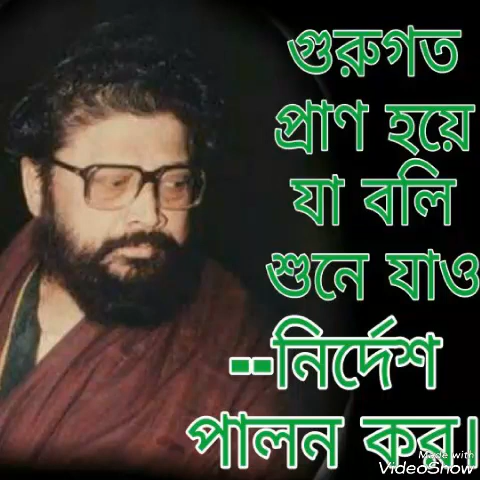 গুরুগত
প্রাণ হয়ে
যা বলি
শুনে যাও
--নির্দেশ
পালন কর।
Made with
VideoShow